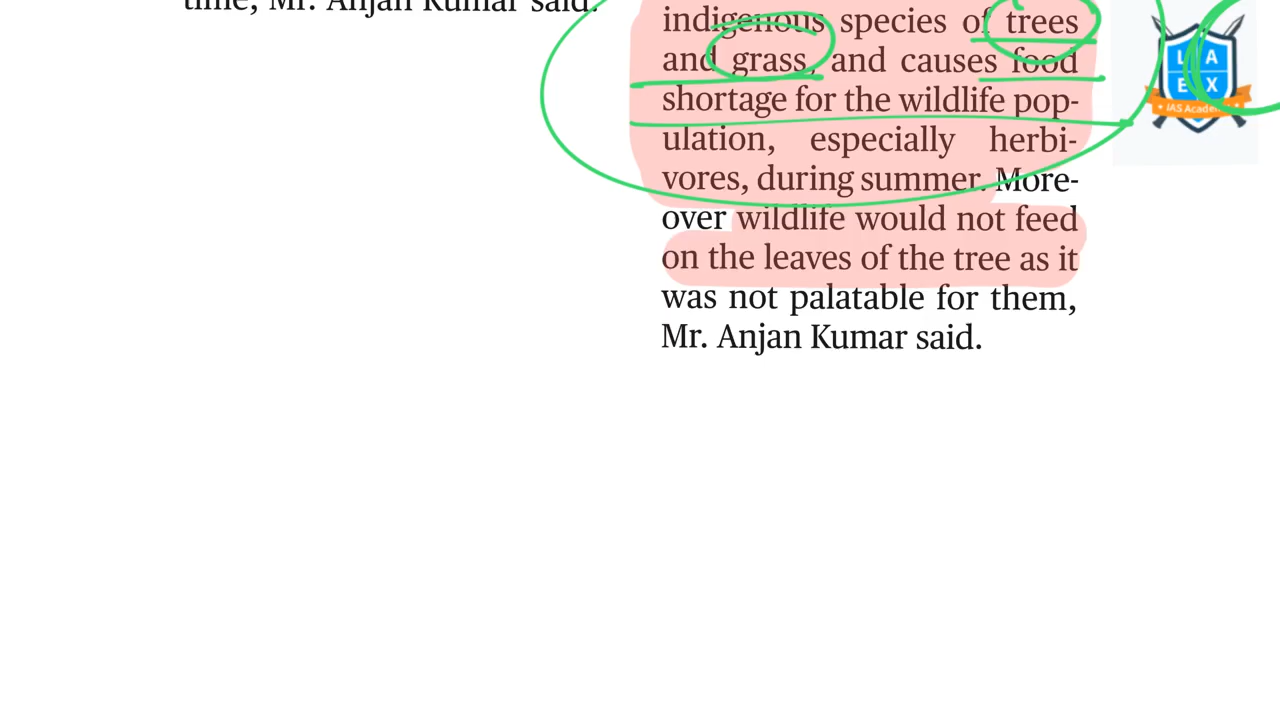 time, Mr. Anjan Kumar said.
indigenous species of trees
and grass, and causes food
shortage for the wildlife pop-
ulation, especially herbi-
vores, during summer. More-
over wildlife would not feed
on the leaves of the tree as it
was not palatable for them,
Mr. Anjan Kumar said.
L A
E X
IAS Academy